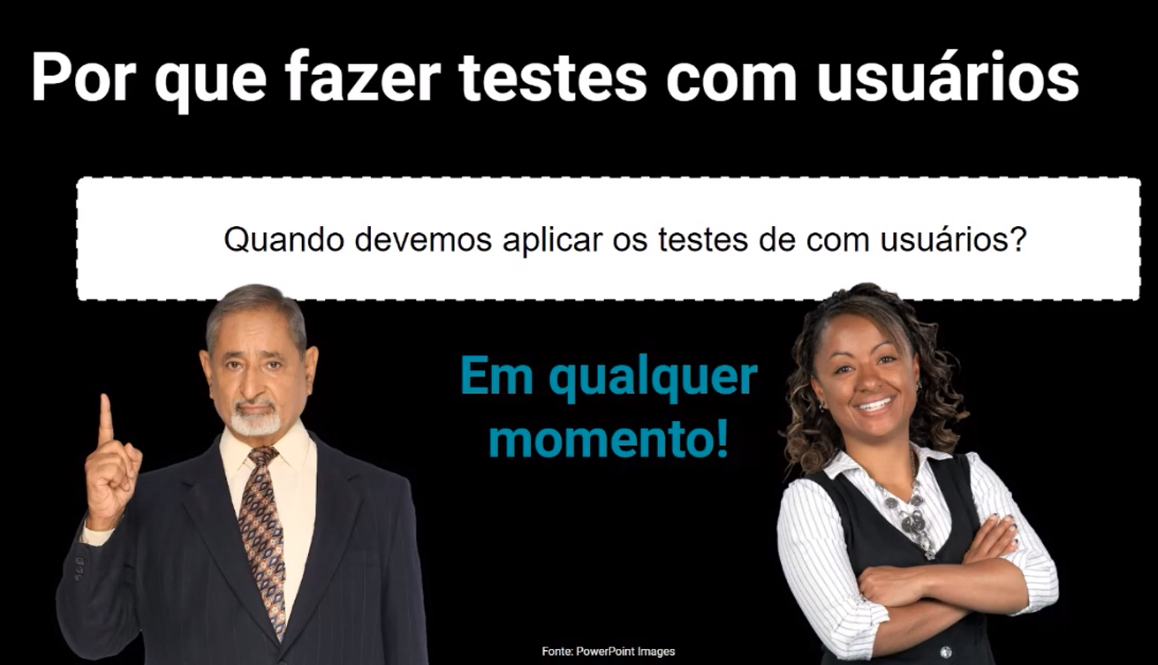 Por que fazer testes com usuários
Quando devemos aplicar os testes de com usuários?
Em qualquer
momento!
Fonte: PowerPoint Images